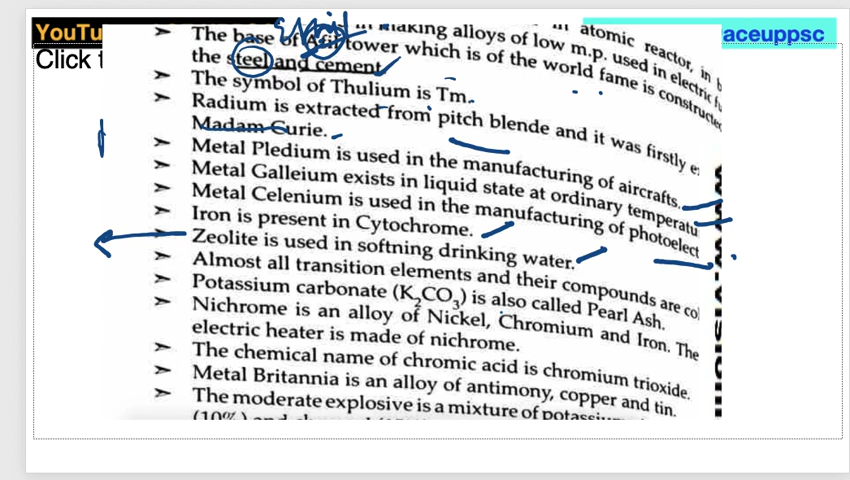 YouTu
aceuppsc
Click t
in making alloys of low m.p. used in electric
in atomic reactor, in
The base of tower which is of the world fame is constructe
the steel and cement
The symbol of Thulium is Tm.
Radium is extracted from pitch blende and it was firstly e
Madam Curie.
Metal Pledium is used in the manufacturing of aircrafts.
Metal Galleium exists in liquid state at ordinary temperatu
Metal Celenium is used in the manufacturing of photoelect
Iron is present in Cytochrome.
Zeolite is used in softning drinking water.
Almost all transition elements and their compounds are co
Potassium carbonate (K₂CO₃) is also called Pearl Ash.
Nichrome is an alloy of Nickel, Chromium and Iron. The
electric heater is made of nichrome.
The chemical name of chromic acid is chromium trioxide.
Metal Britannia is an alloy of antimony, copper and tin.
The moderate explosive is a mixture of potassiu
(10%) and